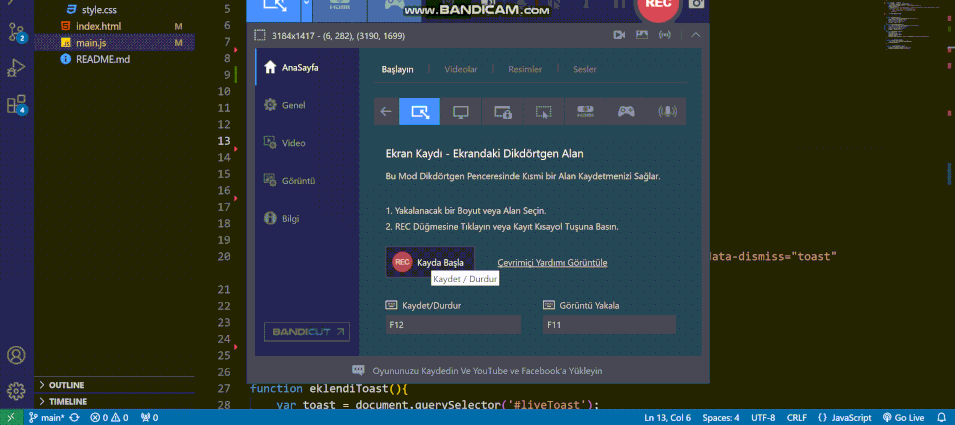 style.css
index.html
M
main.js
M
README.md
2
4
OUTLINE
TIMELINE
main*
0
0
0
5
6
7
8
9
10
11
12
13
14
15
16
17
18
19
20
21
22
23
24
25
26
27
28
www.BANDICAM.com
REC
3184x1417 - (6, 282), (3190, 1699)
AnaSayfa
Genel
Video
Görüntü
Bilgi
BANDICUT
Başlayın
Videolar
Resimler
Sesler
Ekran Kaydı - Ekrandaki Dikdörtgen Alan
Bu Mod Dikdörtgen Penceresinde Kısmi bir Alan Kaydetmenizi Sağlar.
1. Yakalanacak bir Boyut veya Alan Seçin.
2. REC Düğmesine Tıklayın veya Kayıt Kısayol Tuşuna Basın.
REC Kayda Başla
Çevrimiçi Yardımı Görüntüle
Kaydet / Durdur
Kaydet/Durdur
Görüntü Yakala
F12
F11
Oyununuzu Kaydedin Ve YouTube ve Facebook'a Yükleyin
data-dismiss="toast"
function eklendiToast(){
var toast = document.querySelector('#liveToast');
Ln 13, Col 6
Spaces: 4
UTF-8
CRLF
JavaScript
Go Live